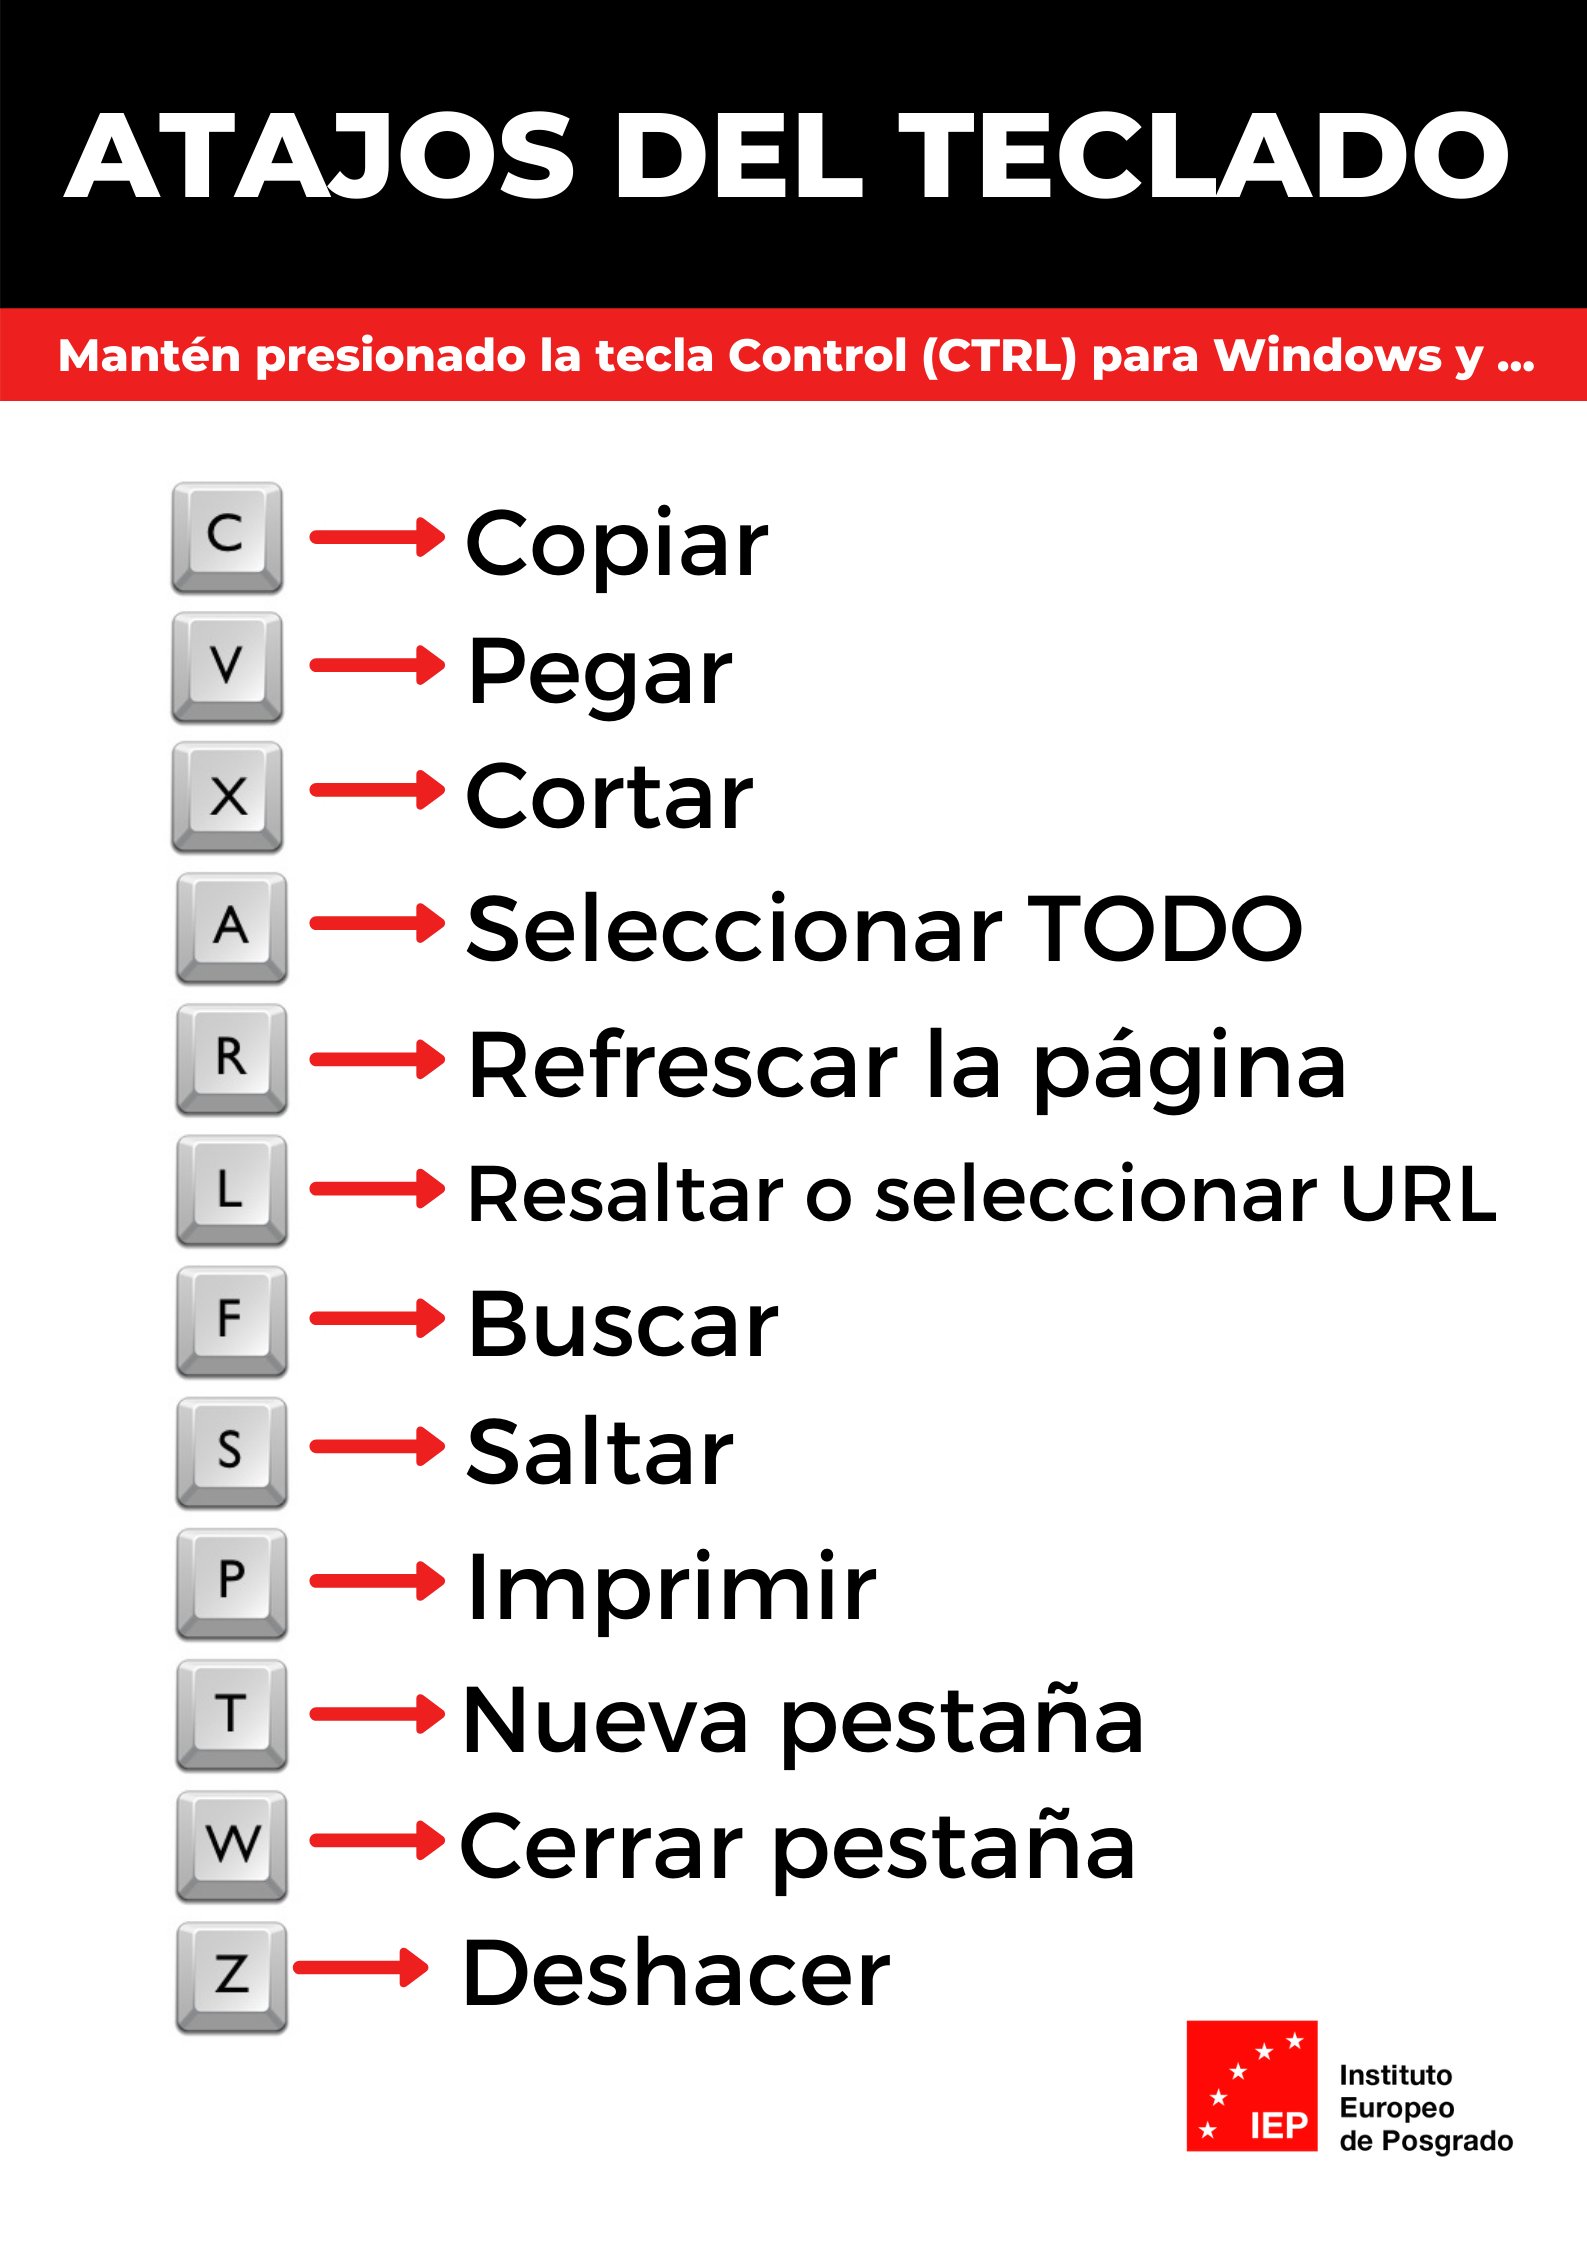 ATAJOS DEL TECLADO
Mantén presionado la tecla Control (CTRL) para Windows y ...
C Copiar
V Pegar
X Cortar
A Seleccionar TODO
R Refrescar la página
L Resaltar o seleccionar URL
F Buscar
S Saltar
P Imprimir
T Nueva pestaña
W Cerrar pestaña
Z Deshacer
IEP
Instituto
Europeo
de Posgrado